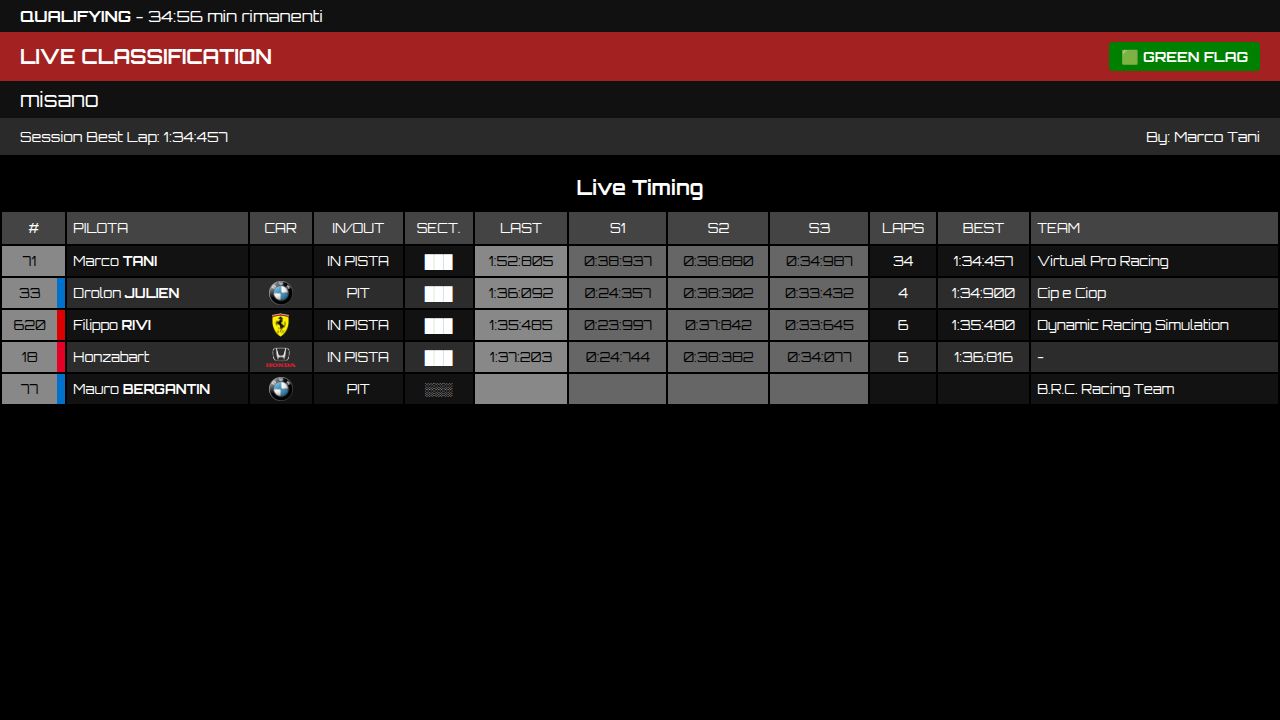 QUALIFYING - 34:56 min rimanenti
LIVE CLASSIFICATION
GREEN FLAG
misano
Session Best Lap: 1:34:457
By: Marco Tani
Live Timing
# PILOTA CAR IN/OUT SECT. LAST S1 S2 S3 LAPS BEST TEAM
71 Marco TANI IN PISTA 1:52:805 0:38:937 0:38:880 0:34:987 34 1:34:457 Virtual Pro Racing
33 Drolon JULIEN PIT 1:36:092 0:24:357 0:38:302 0:33:432 4 1:34:900 Cip e Ciop
620 Filippo RIVI IN PISTA 1:35:485 0:23:997 0:37:842 0:33:645 6 1:35:480 Dynamic Racing Simulation
18 Honzabart HONDA IN PISTA 1:37:203 0:24:744 0:38:382 0:34:077 6 1:36:816 -
77 Mauro BERGANTIN PIT B.R.C. Racing Team